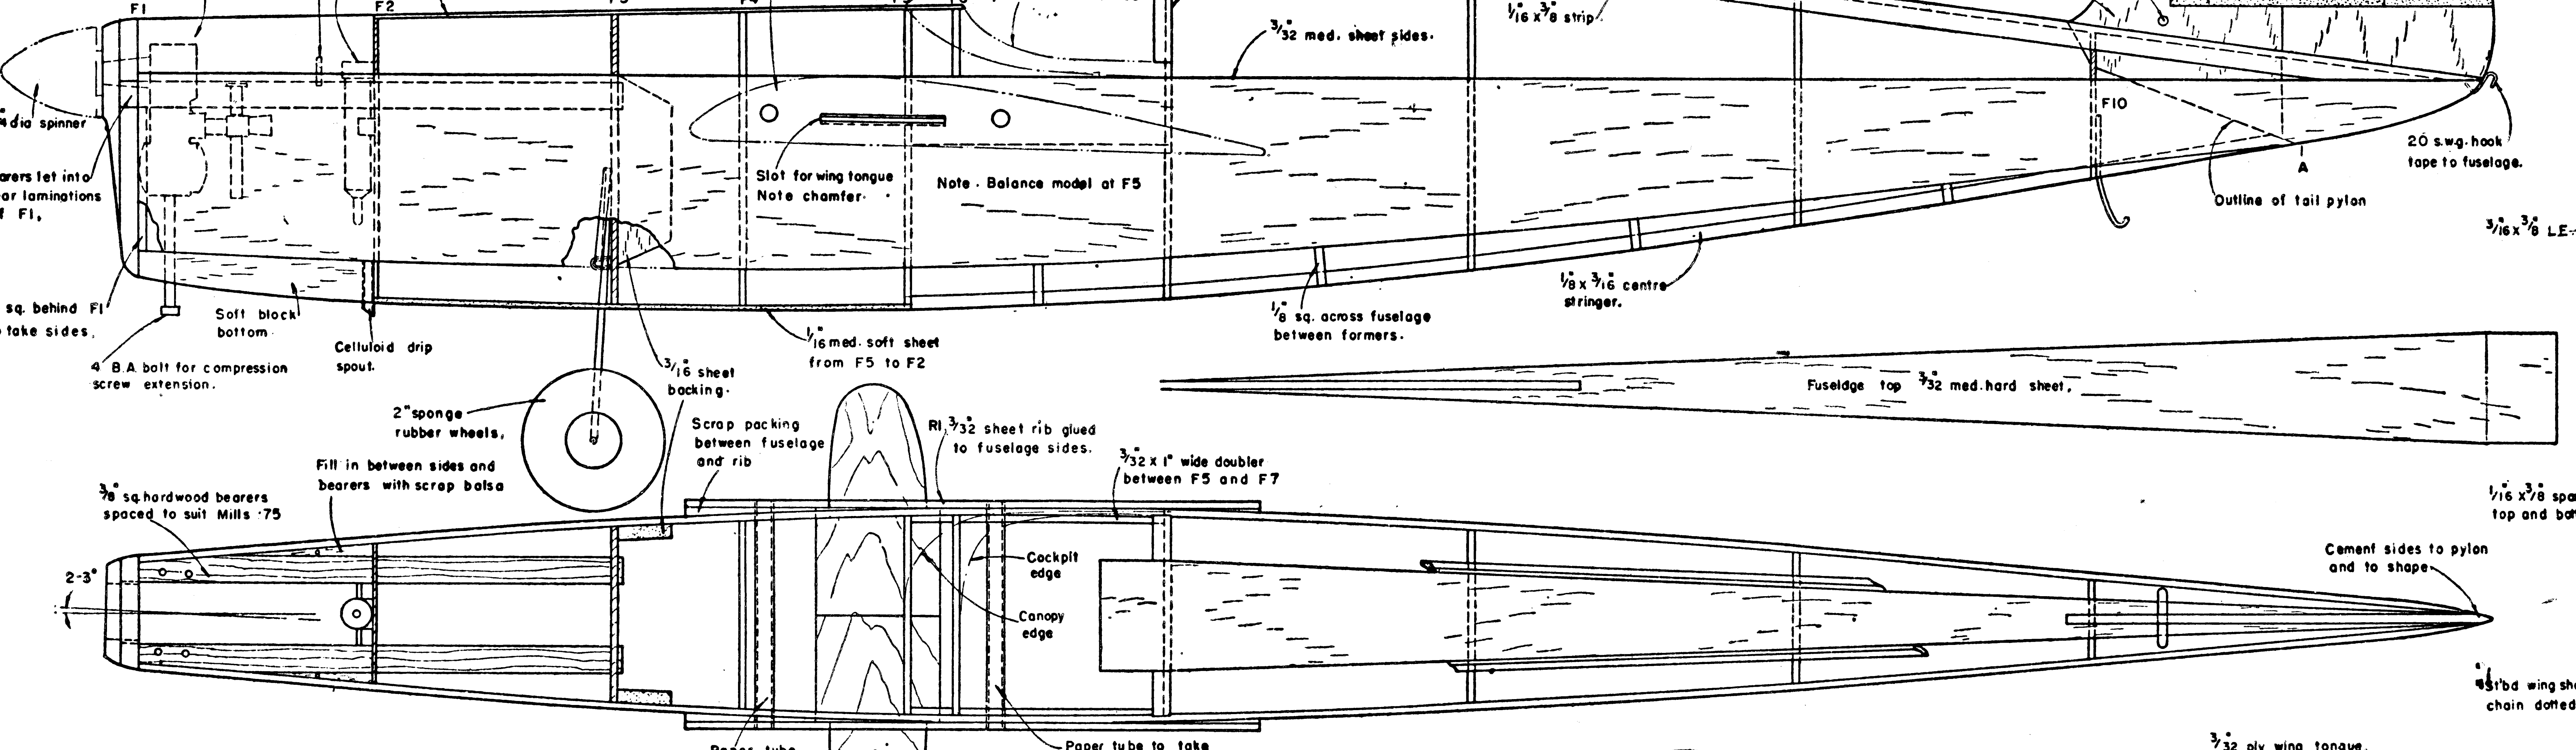 F1
F2
1/16 x 3/8" strip.
3/32 med. sheet sides.
dia spinner
F10
20 s.w.g. hook
tape to fuselage.
A
Outline of tail pylon
let into
laminations
F1,
Slot for wing tongue
Note chamfer.
Note . Balance model at F5
3/16" x 3/8" LE
sq. behind F1
take sides,
Soft block
bottom
Celluloid drip
spout.
4 B.A. bolt for compression
screw extension.
1/16" med. soft sheet
from F5 to F2
1/8" sq. across fuselage
between formers.
1/8" x 3/16" centre
stringer.
3/16" sheet
backing.
Fuseldge top 3/32" med. hard sheet,
2" sponge
rubber wheels,
Scrap packing
between fuselage
and rib
R1, 3/32" sheet rib glued
to fuselage sides.
3/32" x 1" wide doubler
between F5 and F7
Fill in between sides and
bearers with scrap balsa
3/8" sq. hardwood bearers
spaced to suit Mills .75
1/16" x 3/8"
top and
2-3°
Cockpit
edge
Canopy
edge
Cement sides to pylon
and to shape
St'bd wing
chain dotted
Paper tube
Paper tube to take
3/32" ply wing tongue.